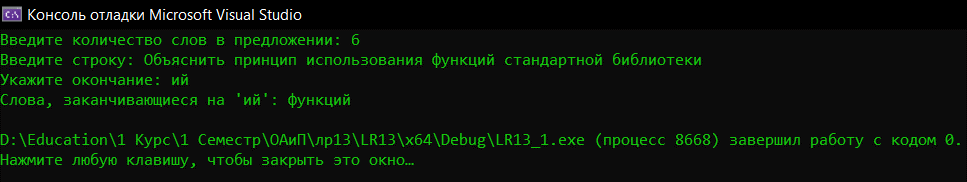 Консоль отладки Microsoft Visual Studio
Введите количество слов в предложении: 6
Введите строку: Объяснить принцип использования функций стандартной библиотеки
Укажите окончание: ий
Слова, заканчивающиеся на 'ий': функций
D:\Education\1 Курс\1 Семестр\ОАиП\лр13\LR13\x64\Debug\LR13_1.exe (процесс 8668) завершил работу с кодом 0.
Нажмите любую клавишу, чтобы закрыть это окно…